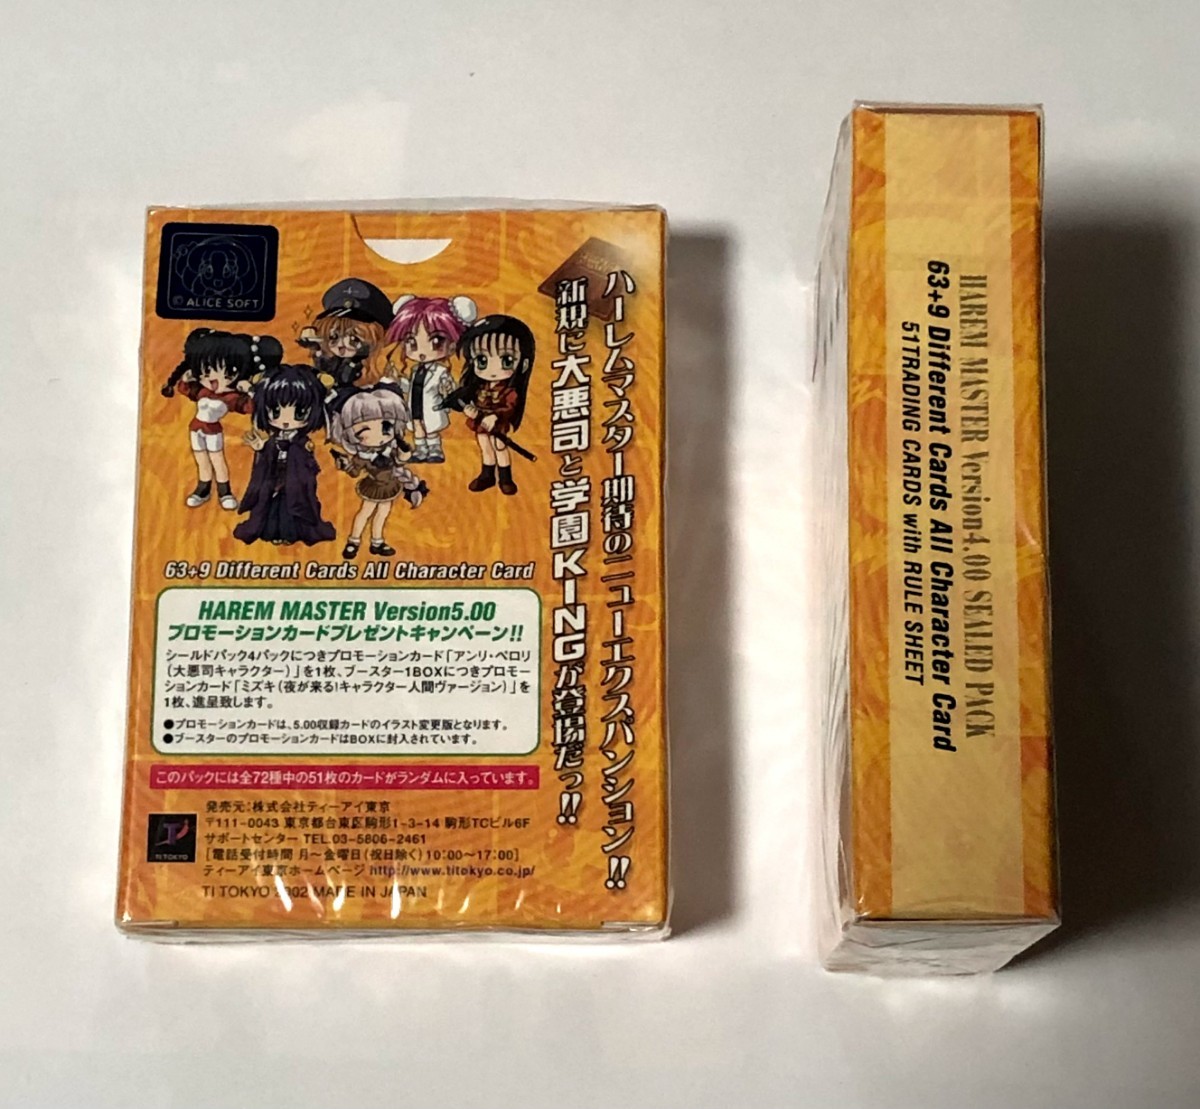 © ALICE SOFT
ハーレムマスター期待のニューエクスパンション!!
新規に大悪司と学園KINGが登場だっ!!
63+9 Different Cards All Character Card
HAREM MASTER Version5.00
プロモーションカードプレゼントキャンペーン!!
シールドパック4パックにつきプロモーションカード「アンリ・ベロリ
(大悪司キャラクター)」を1枚、ブースター1BOXにつきプロモー
ションカード「ミズキ(夜が来る!キャラクター人間ヴァージョン)」を
1枚、進呈致します。
●プロモーションカードは、5.00収録カードのイラスト変更版となります。
●ブースターのプロモーションカードはBOXに封入されています。
このパックには全72種中の51枚のカードがランダムに入っています。
発売元:株式会社ティーアイ東京
〒111-0043 東京都台東区駒形1-3-14 駒形TCビル6F
サポートセンター TEL.03-5806-2461
[電話受付時間 月〜金曜日(祝日除く)10:00〜17:00]
ティーアイ東京ホームページ http://www.titokyo.co.jp/
TI TOKYO 2002 MADE IN JAPAN
TI TOKYO
HAREM MASTER Version4.00 SEALED PACK
63+9 Different Cards All Character Card
51TRADING CARDS with RULE SHEET